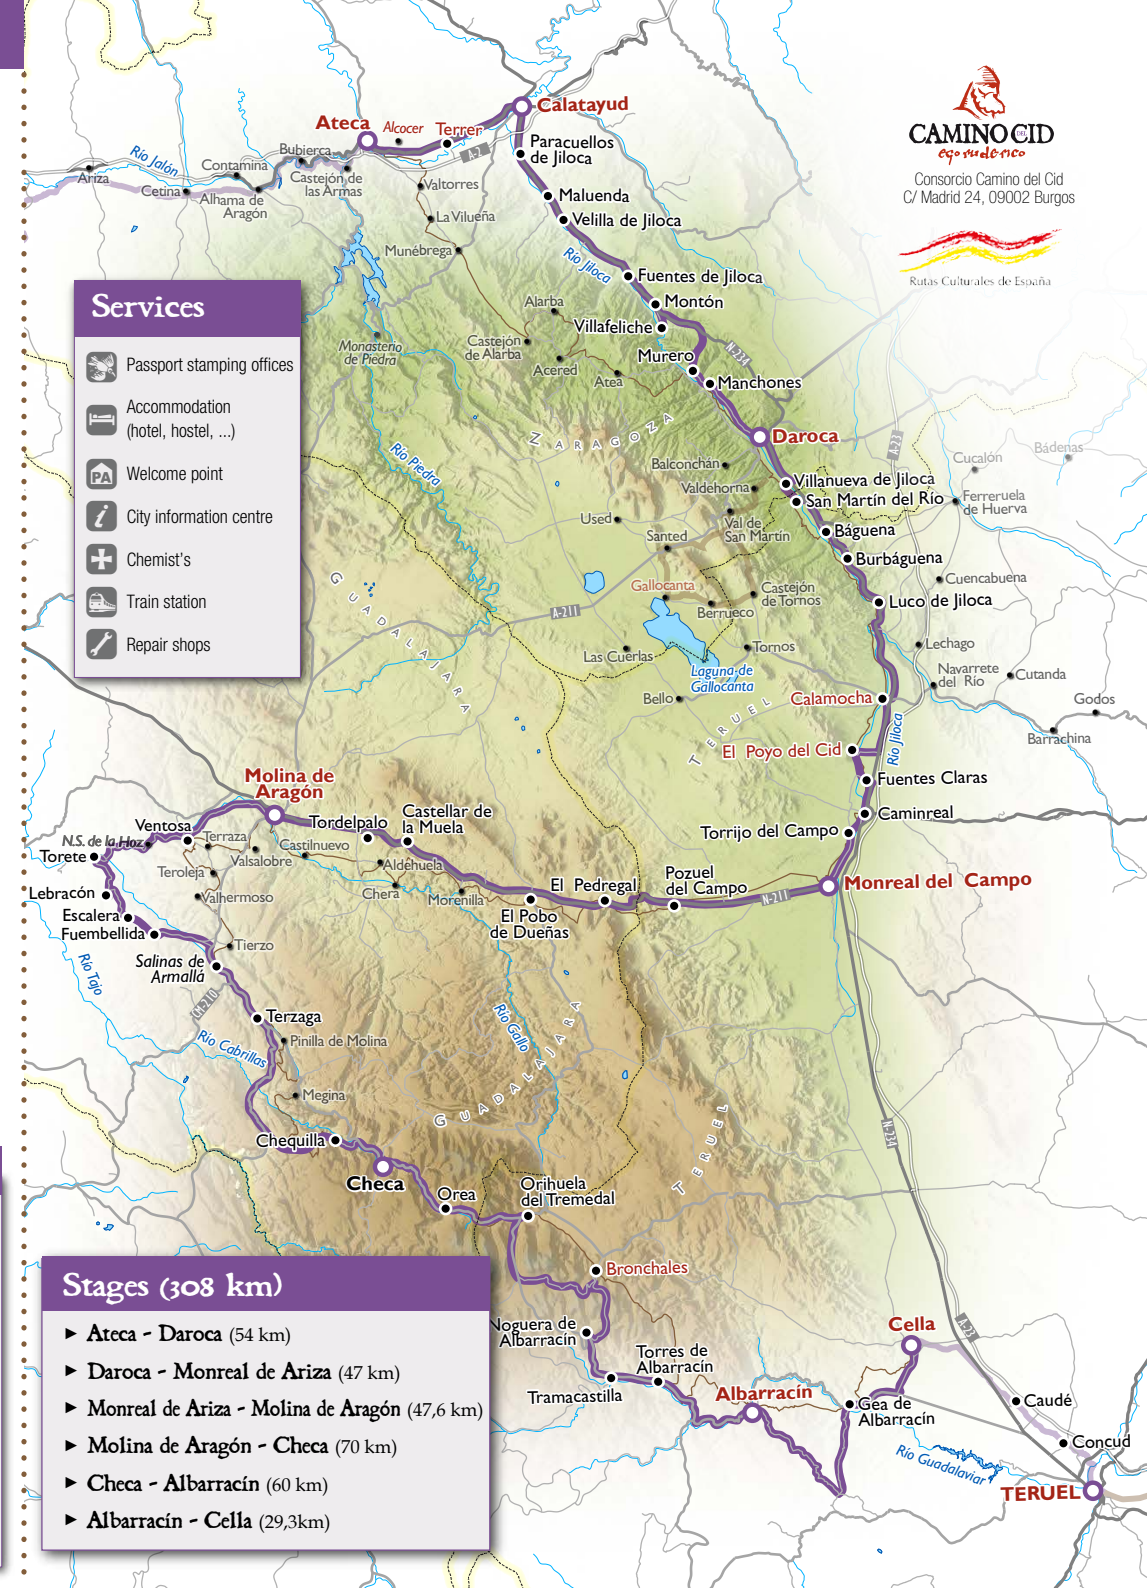 CAMINO DEL CID
ego ruderico
Consorcio Camino del Cid
C/ Madrid 24, 09002 Burgos
Rutas Culturales de España
Calatayud
Ateca
Alcocer
Terrer
A-2
Bubierca
Río Jalón
Contamina
Ariza
Cetina
Alhama de
Aragón
Castejón de
las Armas
Paracuellos
de Jiloca
Valtorres
Maluenda
La Vilueña
Velilla de Jiloca
Munébrega
Río Jiloca
Fuentes de Jiloca
Alarba
Montón
Villafeliche
Castejón
de Alarba
Monasterio
de Piedra
N-234
Murero
Acered
Atea
Manchones
ZARAGOZA
Daroca
A-23
Río Piedra
Balconchán
Valdehorna
Villanueva de Jiloca
San Martín del Río
Cucalón
Bádenas
Ferreruela
de Huerva
Used
Val de
San Martín
Santed
Báguena
Burbáguena
Gallocanta
Castejón
de Tornos
Cuencabuena
Berrueco
Luco de Jiloca
A-211
GUADALAJARA
Las Cuerlas
Tornos
Lechago
Laguna de
Gallocanta
Navarrete
del Río
Cutanda
Bello
Calamocha
Godos
TERUEL
Río Jiloca
Barrachina
El Poyo del Cid
Fuentes Claras
Caminreal
Torrijo del Campo
Monreal del Campo
Molina de
Aragón
Castellar de
la Muela
Tordelpalo
Ventosa
N.S. de la Hoz
Terraza
Castilnuevo
Torete
Valsalobre
Aldehuela
Teroleja
Lebracón
Valhermoso
Chera
Morenilla
El Pedregal
Pozuel
del Campo
N-211
El Pobo
de Dueñas
Escalera
Fuembellida
Tierzo
Salinas de
Armallá
Río Tajo
CM-210
Terzaga
Río Gallo
Río Cabrillas
Pinilla de Molina
GUADALAJARA
Megina
TERUEL
N-234
Chequilla
Checa
Orea
Orihuela
del Tremedal
Bronchales
Noguera de
Albarracín
Torres de
Albarracín
Tramacastilla
Albarracín
Cella
A-23
Gea de
Albarracín
Caudé
Concud
Río Guadalaviar
TERUEL
Services
Passport stamping offices
Accommodation
(hotel, hostel, ...)
PA
Welcome point
i
City information centre
Chemist's
Train station
Repair shops
Stages (308 km)
► Ateca - Daroca (54 km)
► Daroca - Monreal de Ariza (47 km)
► Monreal de Ariza - Molina de Aragón (47,6 km)
► Molina de Aragón - Checa (70 km)
► Checa - Albarracín (60 km)
► Albarracín - Cella (29,3km)